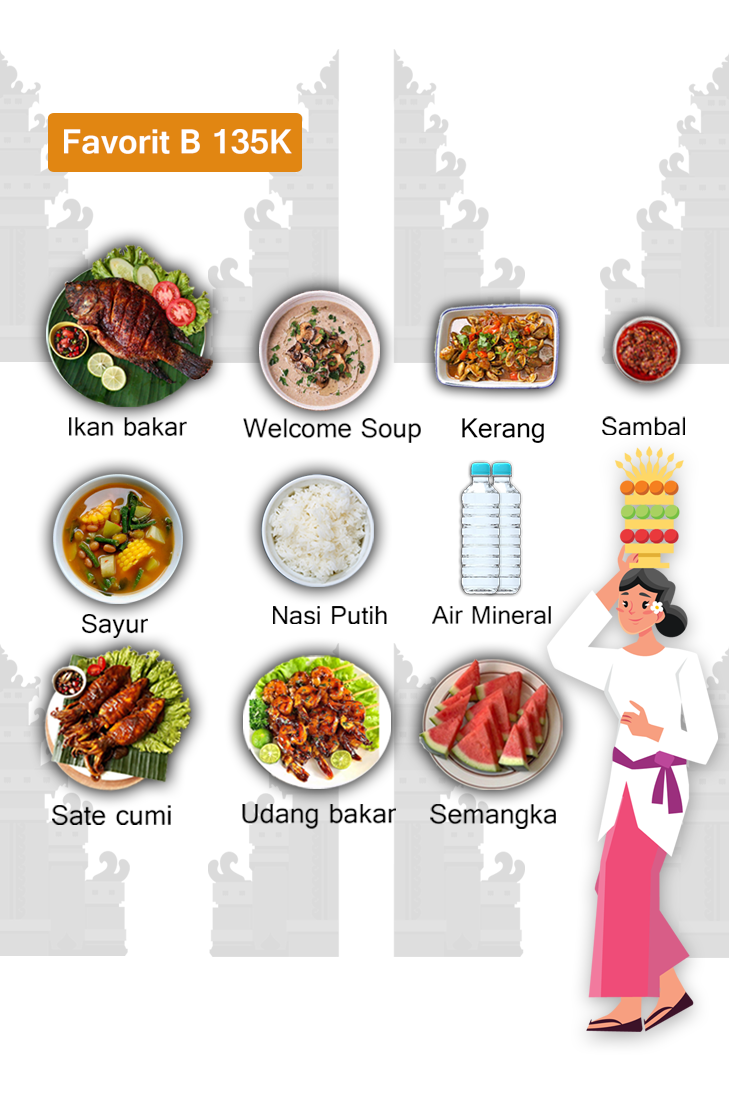 Favorit B 135K
Ikan bakar
Welcome Soup
Kerang
Sambal
Sayur
Nasi Putih
Air Mineral
Sate cumi
Udang bakar
Semangka